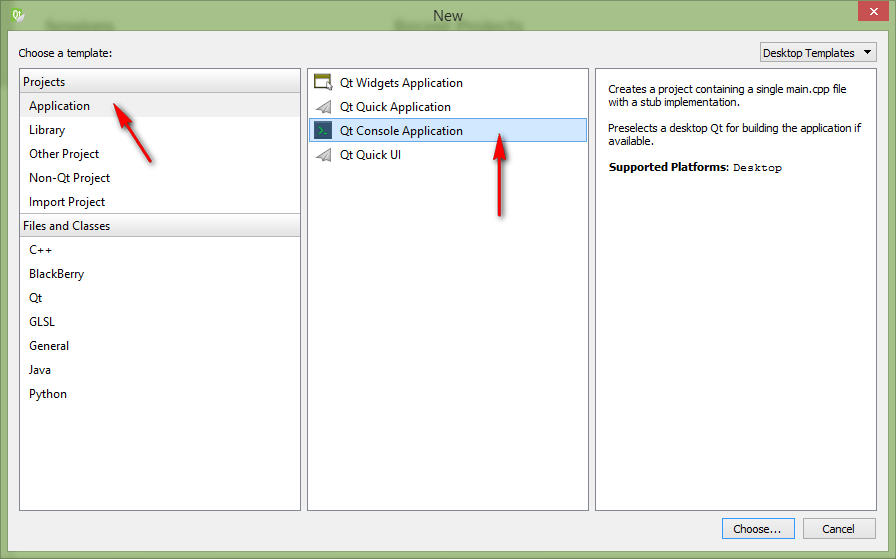 New
Choose a template:
Desktop Templates
Projects
Application
Library
Other Project
Non-Qt Project
Import Project
Files and Classes
C++
BlackBerry
Qt
GLSL
General
Java
Python
Qt Widgets Application
Qt Quick Application
Qt Console Application
Qt Quick UI
Creates a project containing a single main.cpp file
with a stub implementation.
Preselects a desktop Qt for building the application if
available.
Supported Platforms: Desktop
Choose...
Cancel